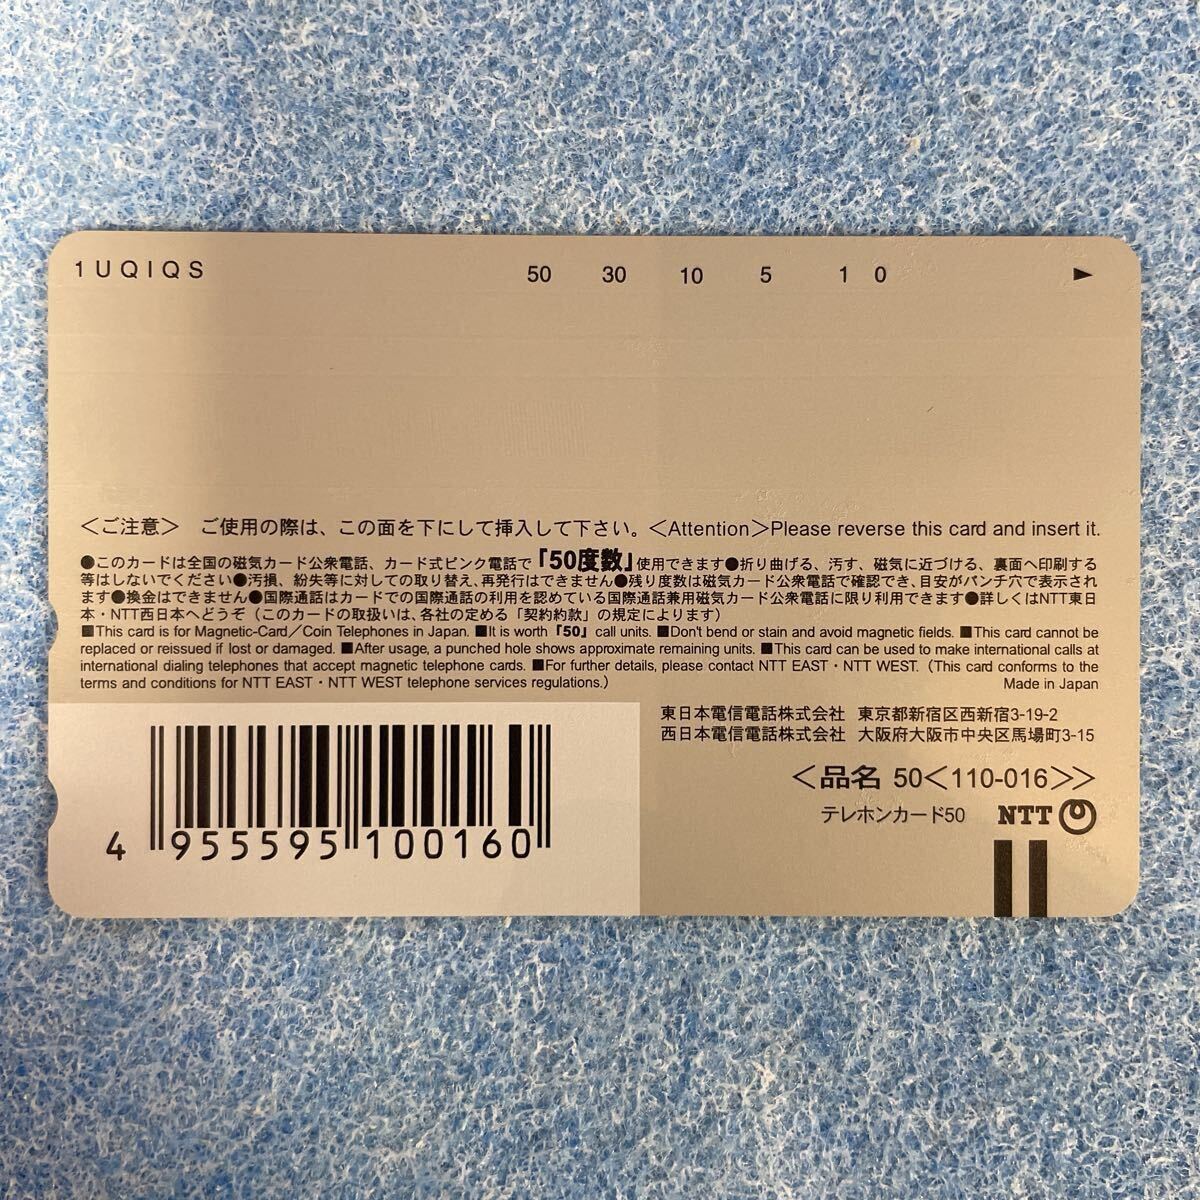 1UQIQS 50 30 10 5 1 0 ▶
＜ご注意＞ ご使用の際は、この面を下にして挿入して下さい。＜Attention＞Please reverse this card and insert it.
●このカードは全国の磁気カード公衆電話、カード式ピンク電話で「50度数」使用できます●折り曲げる、汚す、磁気に近づける、裏面へ印刷する
等はしないでください●汚損、紛失等に対しての取り替え、再発行はできません●残り度数は磁気カード公衆電話で確認でき、目安がパンチ穴で表示され
ます●換金はできません●国際通話はカードでの国際通話の利用を認めている国際通話兼用磁気カード公衆電話に限り利用できます●詳しくはNTT東日
本・NTT西日本へどうぞ（このカードの取扱いは、各社の定める「契約約款」の規定によります）
■This card is for Magnetic-Card／Coin Telephones in Japan. ■It is worth「50」call units. ■Don't bend or stain and avoid magnetic fields. ■This card cannot be
replaced or reissued if lost or damaged. ■After usage, a punched hole shows approximate remaining units. ■This card can be used to make international calls at
international dialing telephones that accept magnetic telephone cards. ■For further details, please contact NTT EAST・NTT WEST.（This card conforms to the
terms and conditions for NTT EAST・NTT WEST telephone services regulations.） Made in Japan
東日本電信電話株式会社 東京都新宿区西新宿3-19-2
西日本電信電話株式会社 大阪府大阪市中央区馬場町3-15
＜品名 50＜110-016＞＞
テレホンカード50 NTT
4 955595 100160